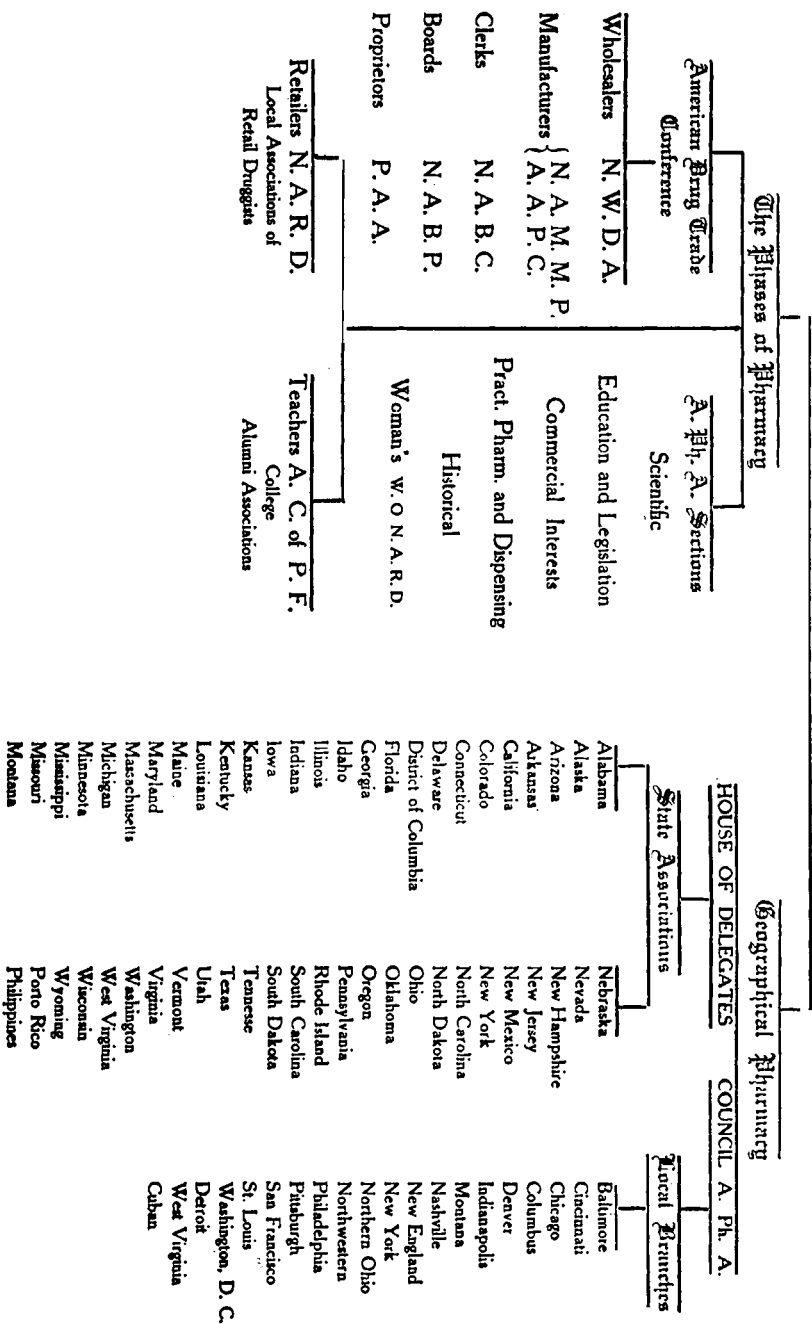 The Phases of Pharmacy
American Drug Trade
Conference
Wholesalers N. W. D. A.
Manufacturers { N. A. M. M. P.
{ A. A. P. C.
Clerks N. A. B. C.
Boards N. A. B. P.
Proprietors P. A. A.
Retailers N. A. R. D.
Local Associations of
Retail Druggists
A. Ph. A. Sections
Scientific
Education and Legislation
Commercial Interests
Pract. Pharm. and Dispensing
Historical
Woman's W. O N. A. R. D.
Teachers A. C. of P. F.
College
Alumni Associations
Geographical Pharmacy
HOUSE OF DELEGATES
State Associations
Alabama
Alaska
Arizona
Arkansas
California
Colorado
Connecticut
Delaware
District of Columbia
Florida
Georgia
Idaho
Illinois
Indiana
Iowa
Kansas
Kentucky
Louisiana
Maine
Maryland
Massachusetts
Michigan
Minnesota
Mississippi
Missouri
Montana
Nebraska
Nevada
New Hampshire
New Jersey
New Mexico
New York
North Carolina
North Dakota
Ohio
Oklahoma
Oregon
Pennsylvania
Rhode Island
South Carolina
South Dakota
Tennesse
Texas
Utah
Vermont
Virginia
Washington
West Virginia
Wisconsin
Wyoming
Porto Rico
Philippines
COUNCIL A. Ph. A.
Local Branches
Baltimore
Cincinnati
Chicago
Columbus
Denver
Indianapolis
Montana
Nashville
New England
New York
Northern Ohio
Northwestern
Philadelphia
Pittsburgh
San Francisco
St. Louis
Washington, D. C.
Detroit
West Virginia
Cuban